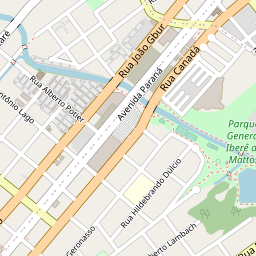 Rua João Gbur
Avenida Paraná
Rua Canadá
Rua Alberto Potier
ntônio Lago
Parque
Genera
Iberê d
Mattos
Rua Hildebrando Dulcio
Geronasso
Alberto Lambach
Rua